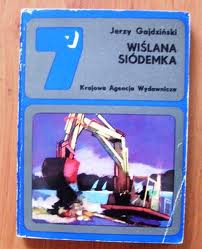 7
Jerzy Gajdziński
WIŚLANA
SIÓDEMKA
Krajowa Agencja Wydawnicza